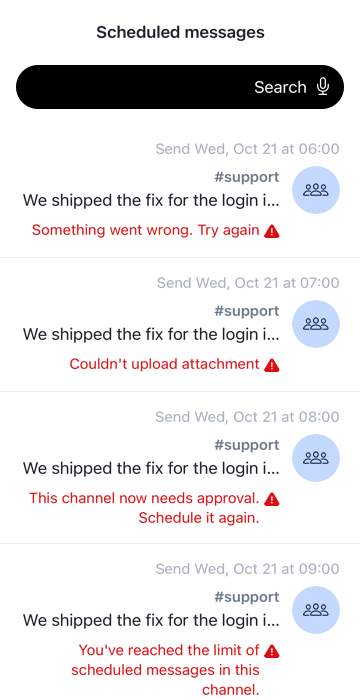 Scheduled messages
Search
Send Wed, Oct 21 at 06:00
#support
We shipped the fix for the login i...
Something went wrong. Try again
Send Wed, Oct 21 at 07:00
#support
We shipped the fix for the login i...
Couldn't upload attachment
Send Wed, Oct 21 at 08:00
#support
We shipped the fix for the login i...
This channel now needs approval.
Schedule it again.
Send Wed, Oct 21 at 09:00
#support
We shipped the fix for the login i...
You've reached the limit of
scheduled messages in this
channel.